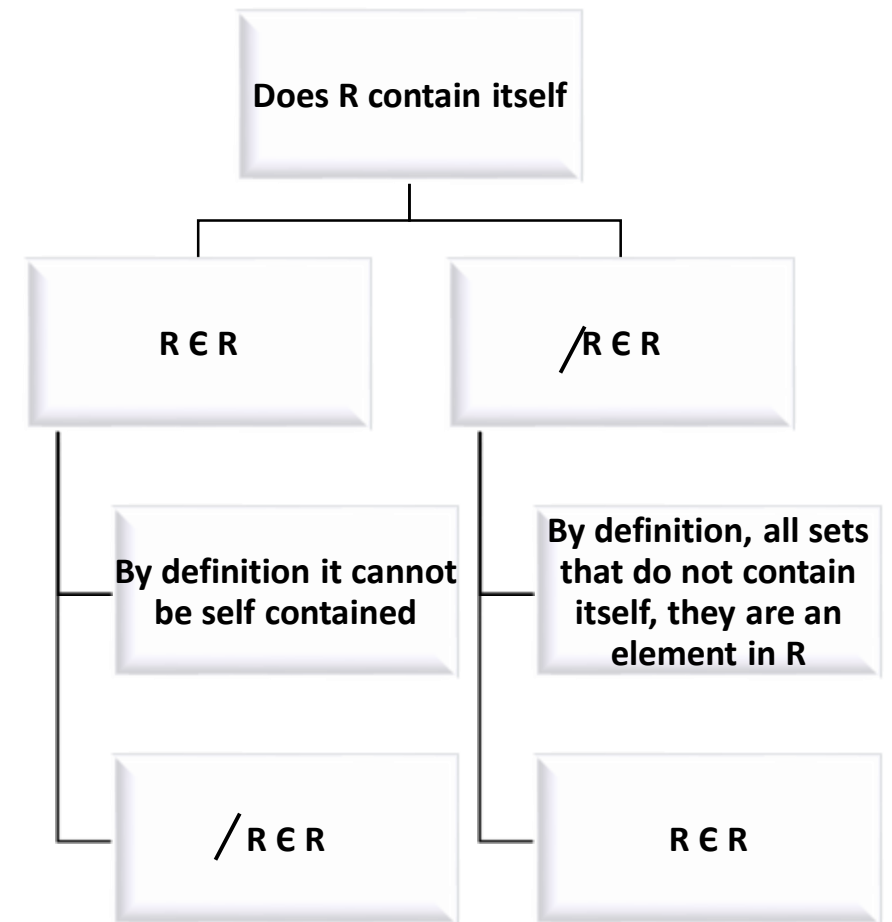 Does R contain itself
R Є R
/R Є R
By definition it cannot
be self contained
By definition, all sets
that do not contain
itself, they are an
element in R
/ R Є R
R Є R